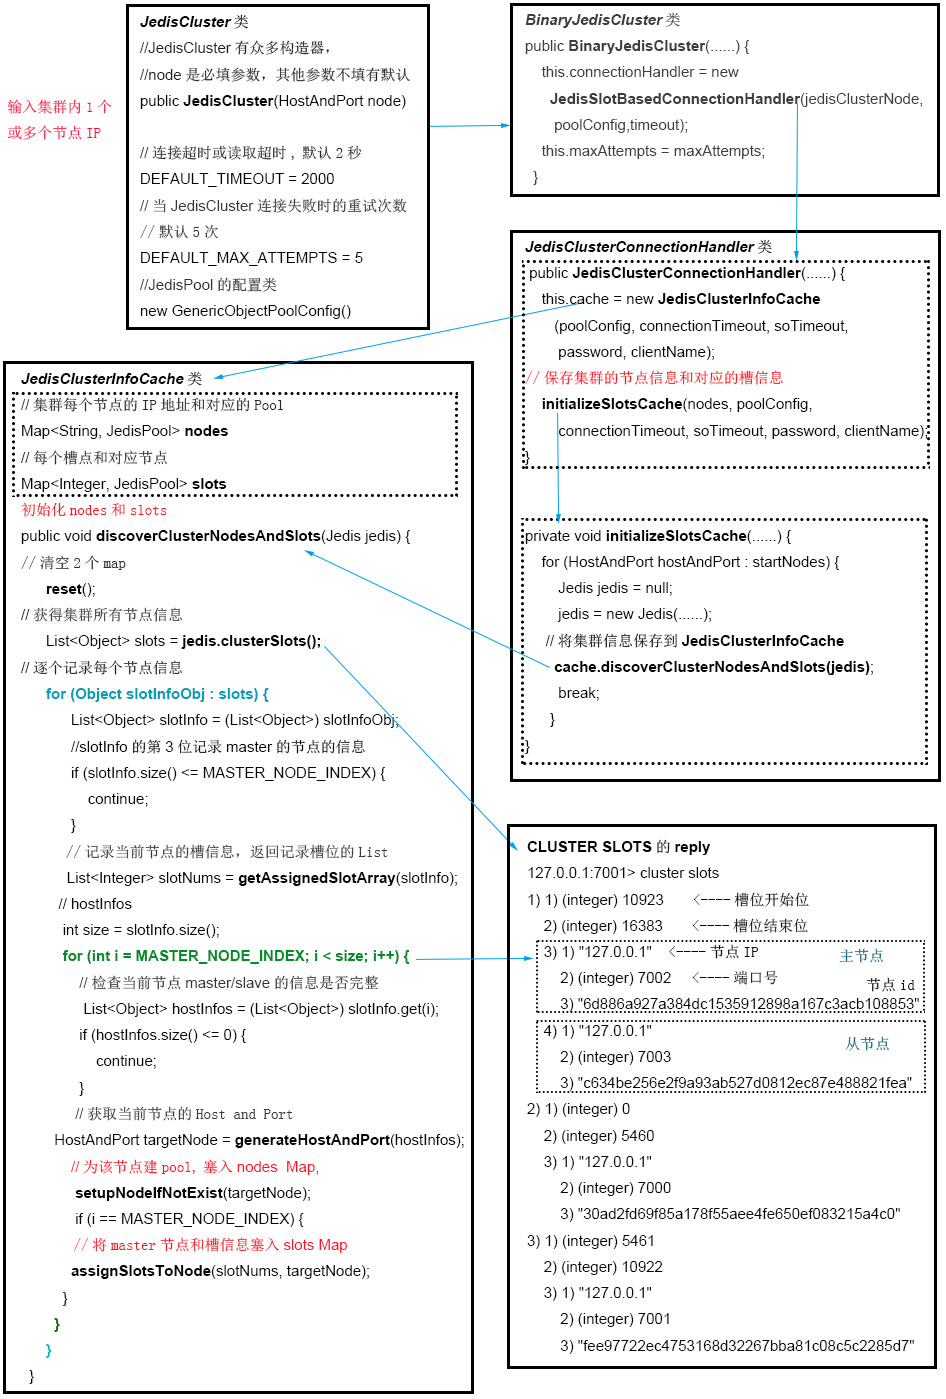 输入集群内 1 个
或多个节点 IP
JedisCluster 类
//JedisCluster 有众多构造器，
//node 是必填参数，其他参数不填有默认
public JedisCluster(HostAndPort node)
// 连接超时或读取超时 , 默认 2 秒
DEFAULT_TIMEOUT = 2000
// 当 JedisCluster 连接失败时的重试次数
// 默认 5 次
DEFAULT_MAX_ATTEMPTS = 5
//JedisPool 的配置类
new GenericObjectPoolConfig()
BinaryJedisCluster 类
public BinaryJedisCluster(......) {
this.connectionHandler = new
JedisSlotBasedConnectionHandler(jedisClusterNode,
poolConfig,timeout);
this.maxAttempts = maxAttempts;
}
JedisClusterConnectionHandler 类
public JedisClusterConnectionHandler(......) {
this.cache = new JedisClusterInfoCache
(poolConfig, connectionTimeout, soTimeout,
password, clientName);
// 保存集群的节点信息和对应的槽信息
initializeSlotsCache(nodes, poolConfig,
connectionTimeout, soTimeout, password, clientName);
}
private void initializeSlotsCache(......) {
for (HostAndPort hostAndPort : startNodes) {
Jedis jedis = null;
jedis = new Jedis(......);
// 将集群信息保存到 JedisClusterInfoCache
cache.discoverClusterNodesAndSlots(jedis);
break;
}
}
JedisClusterInfoCache 类
// 集群每个节点的 IP 地址和对应的 Pool
Map<String, JedisPool> nodes
// 每个槽点和对应节点
Map<Integer, JedisPool> slots
初始化 nodes 和 slots
public void discoverClusterNodesAndSlots(Jedis jedis) {
// 清空 2 个 map
reset();
// 获得集群所有节点信息
List<Object> slots = jedis.clusterSlots();
// 逐个记录每个节点信息
for (Object slotInfoObj : slots) {
List<Object> slotInfo = (List<Object>) slotInfoObj;
//slotInfo 的第 3 位记录 master 的节点的信息
if (slotInfo.size() <= MASTER_NODE_INDEX) {
continue;
}
// 记录当前节点的槽信息，返回记录槽位的 List
List<Integer> slotNums = getAssignedSlotArray(slotInfo);
// hostInfos
int size = slotInfo.size();
for (int i = MASTER_NODE_INDEX; i < size; i++) {
// 检查当前节点 master/slave 的信息是否完整
List<Object> hostInfos = (List<Object>) slotInfo.get(i);
if (hostInfos.size() <= 0) {
continue;
}
// 获取当前节点的 Host and Port
HostAndPort targetNode = generateHostAndPort(hostInfos);
// 为该节点建 pool, 塞入 nodes Map,
setupNodeIfNotExist(targetNode);
if (i == MASTER_NODE_INDEX) {
// 将 master 节点和槽信息塞入 slots Map
assignSlotsToNode(slotNums, targetNode);
}
}
}
}
CLUSTER SLOTS 的 reply
127.0.0.1:7001> cluster slots
1) 1) (integer) 10923 <---- 槽位开始位
2) (integer) 16383 <---- 槽位结束位
3) 1) "127.0.0.1" <---- 节点 IP 主节点
2) (integer) 7002 <---- 端口号 节点 id
3) "6d886a927a384dc1535912898a167c3acb108853"
4) 1) "127.0.0.1"
2) (integer) 7003 从节点
3) "c634be256e2f9a93ab527d0812ec87e488821fea"
2) 1) (integer) 0
2) (integer) 5460
3) 1) "127.0.0.1"
2) (integer) 7000
3) "30ad2fd69f85a178f55aee4fe650ef083215a4c0"
3) 1) (integer) 5461
2) (integer) 10922
3) 1) "127.0.0.1"
2) (integer) 7001
3) "fee97722ec4753168d32267bba81c08c5c2285d7"